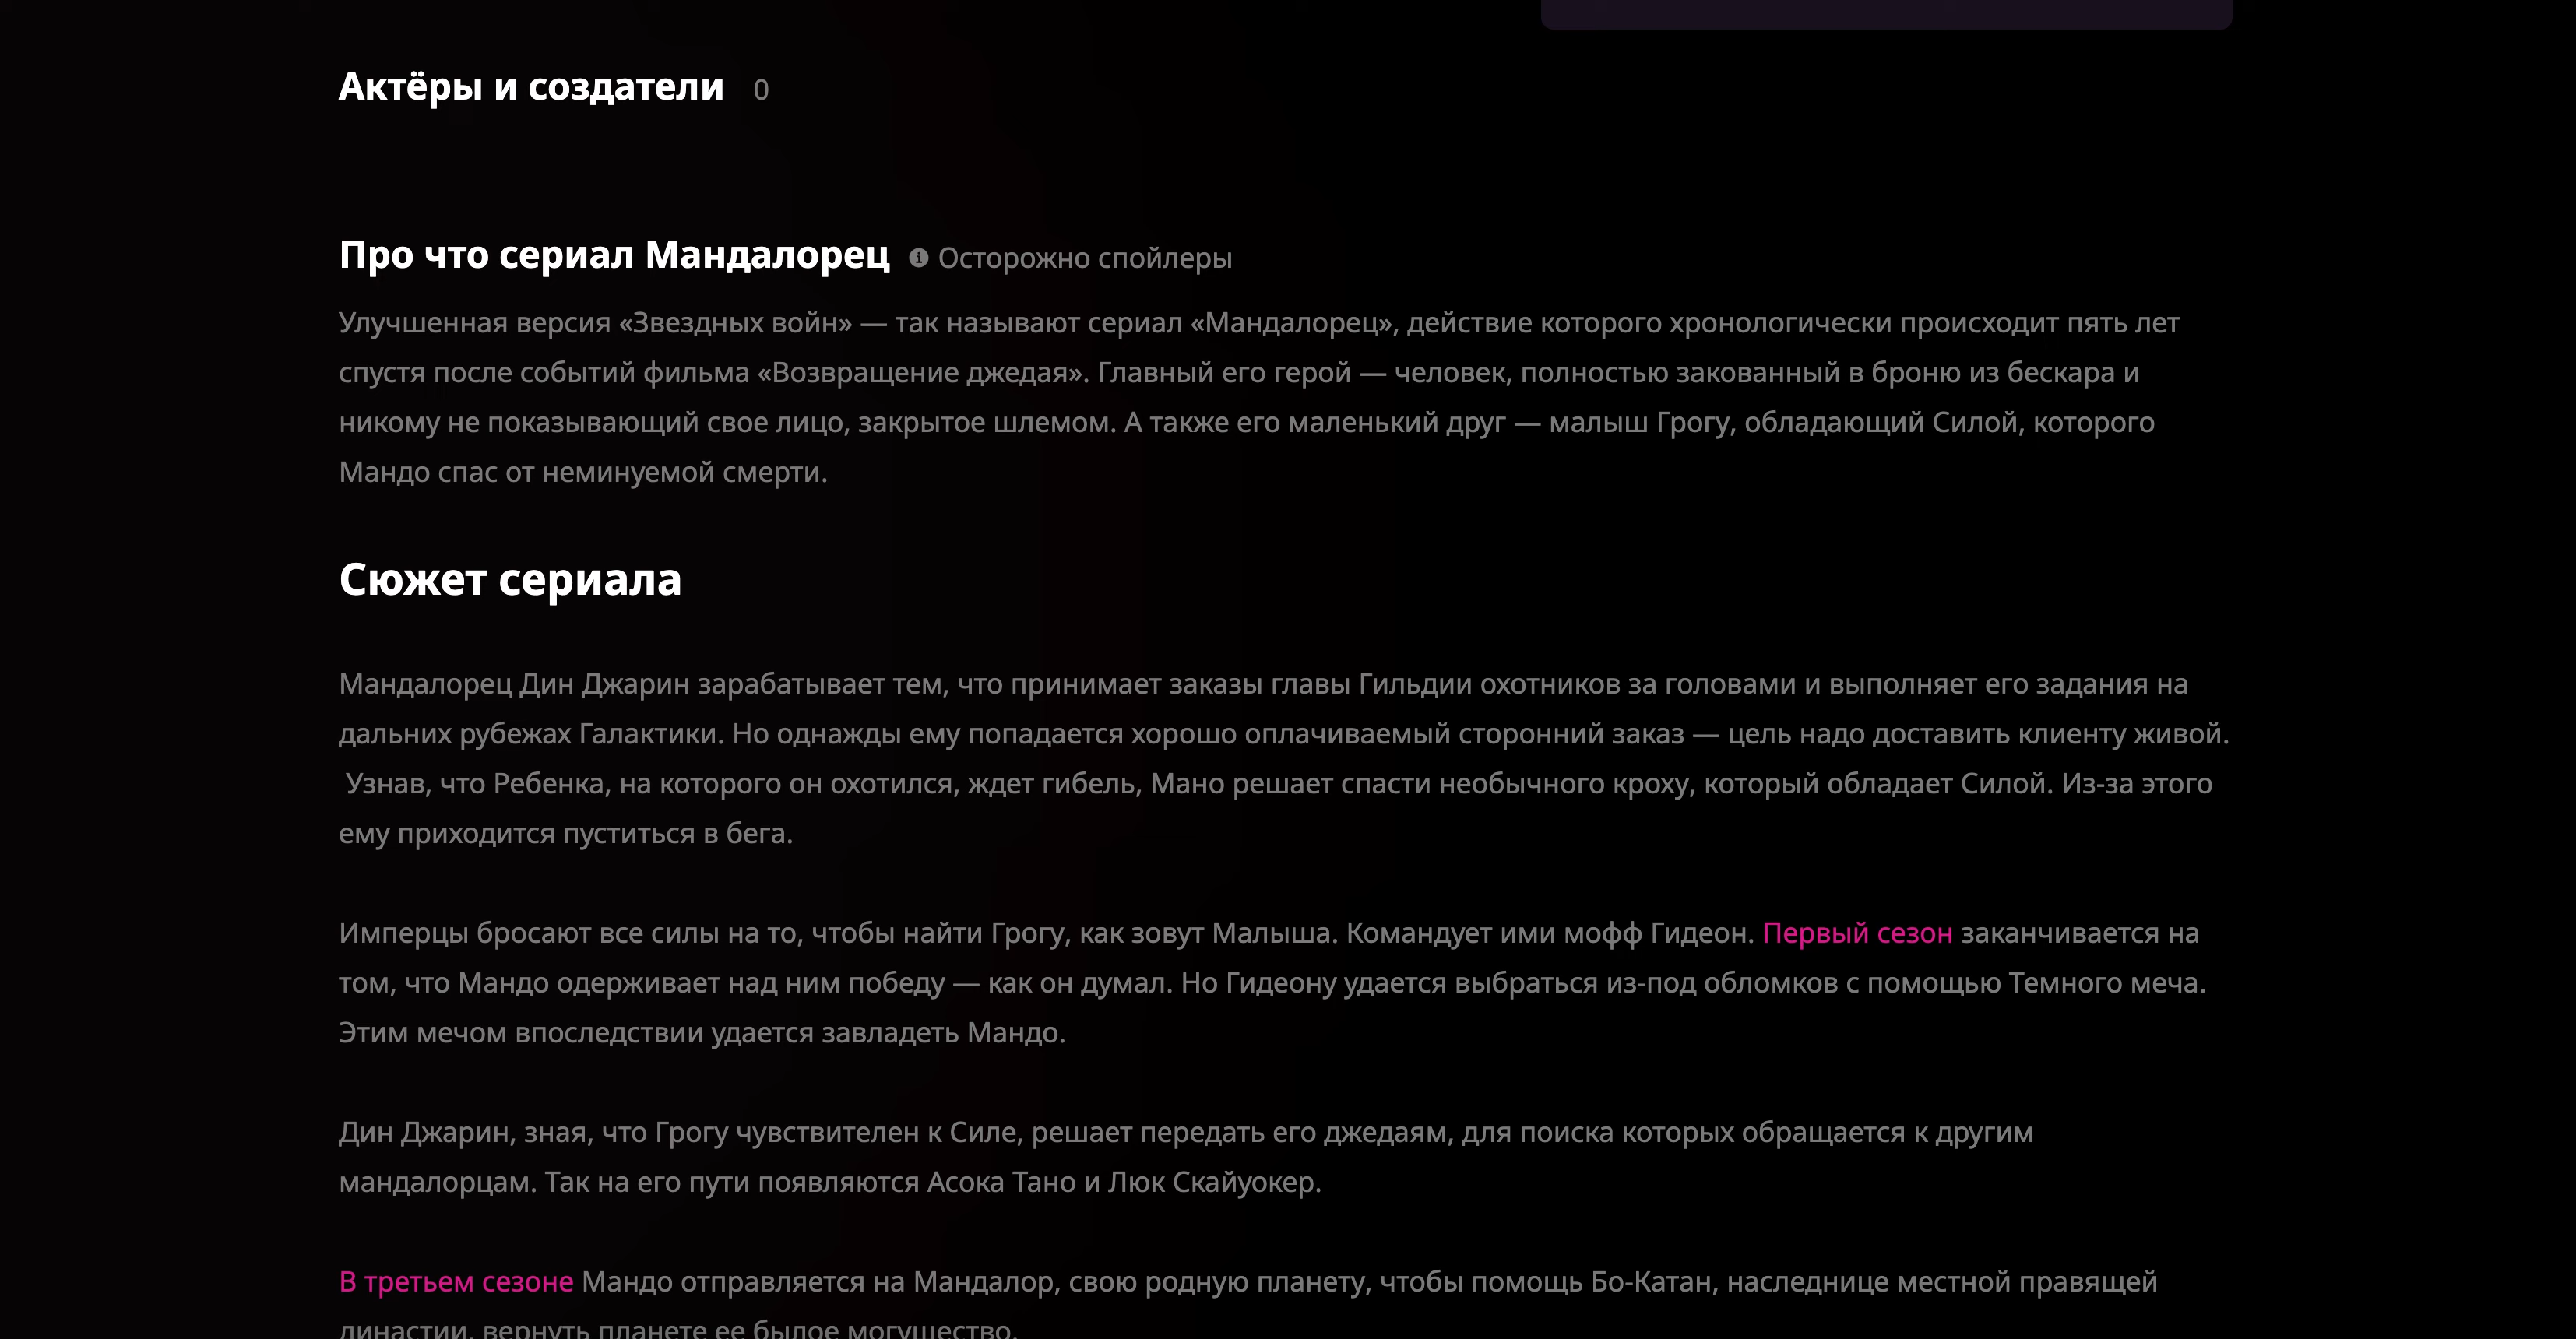 Актёры и создатели 0
Про что сериал Мандалорец Осторожно спойлеры
Улучшенная версия «Звездных войн» — так называют сериал «Мандалорец», действие которого хронологически происходит пять лет
спустя после событий фильма «Возвращение джедая». Главный его герой — человек, полностью закованный в броню из бескара и
никому не показывающий свое лицо, закрытое шлемом. А также его маленький друг — малыш Грогу, обладающий Силой, которого
Мандо спас от неминуемой смерти.
Сюжет сериала
Мандалорец Дин Джарин зарабатывает тем, что принимает заказы главы Гильдии охотников за головами и выполняет его задания на
дальних рубежах Галактики. Но однажды ему попадается хорошо оплачиваемый сторонний заказ — цель надо доставить клиенту живой.
Узнав, что Ребенка, на которого он охотился, ждет гибель, Мано решает спасти необычного кроху, который обладает Силой. Из-за этого
ему приходится пуститься в бега.
Имперцы бросают все силы на то, чтобы найти Грогу, как зовут Малыша. Командует ими мофф Гидеон. Первый сезон заканчивается на
том, что Мандо одерживает над ним победу — как он думал. Но Гидеону удается выбраться из-под обломков с помощью Темного меча.
Этим мечом впоследствии удается завладеть Мандо.
Дин Джарин, зная, что Грогу чувствителен к Силе, решает передать его джедаям, для поиска которых обращается к другим
мандалорцам. Так на его пути появляются Асока Тано и Люк Скайуокер.
В третьем сезоне Мандо отправляется на Мандалор, свою родную планету, чтобы помощь Бо-Катан, наследнице местной правящей
династии, вернуть планете ее былое могущество.